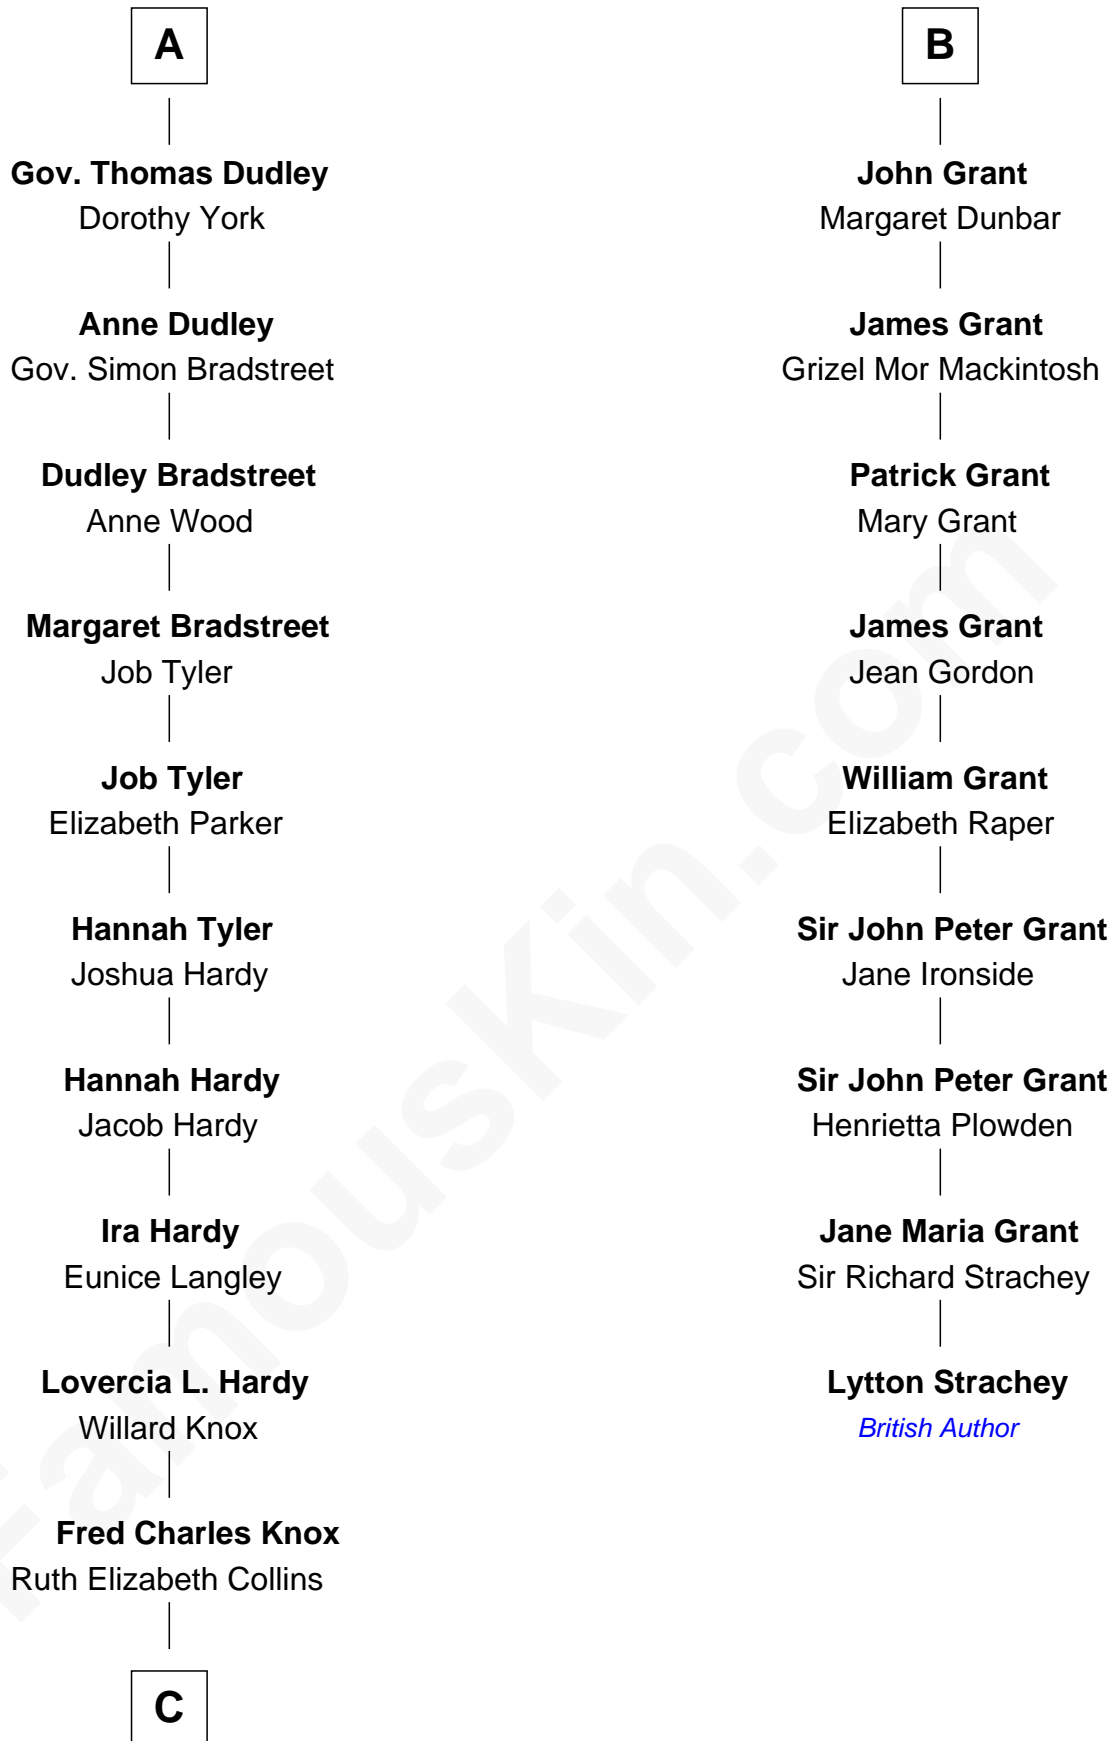 A
Gov. Thomas Dudley
Dorothy York
Anne Dudley
Gov. Simon Bradstreet
Dudley Bradstreet
Anne Wood
Margaret Bradstreet
Job Tyler
Job Tyler
Elizabeth Parker
Hannah Tyler
Joshua Hardy
Hannah Hardy
Jacob Hardy
Ira Hardy
Eunice Langley
Lovercia L. Hardy
Willard Knox
Fred Charles Knox
Ruth Elizabeth Collins
C
B
John Grant
Margaret Dunbar
James Grant
Grizel Mor Mackintosh
Patrick Grant
Mary Grant
James Grant
Jean Gordon
William Grant
Elizabeth Raper
Sir John Peter Grant
Jane Ironside
Sir John Peter Grant
Henrietta Plowden
Jane Maria Grant
Sir Richard Strachey
Lytton Strachey
British Author
FamousKin.com